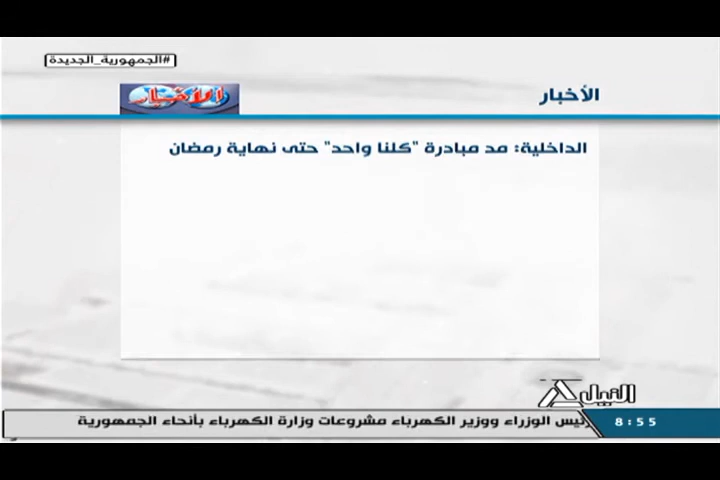 #الجمهورية_الجديدة
الأخبار
الأخبار
الداخلية: مد مبادرة "كلنا واحد" حتى نهاية رمضان
النيل
رئيس الوزراء ووزير الكهرباء مشروعات وزارة الكهرباء بأنحاء الجمهورية
8:55